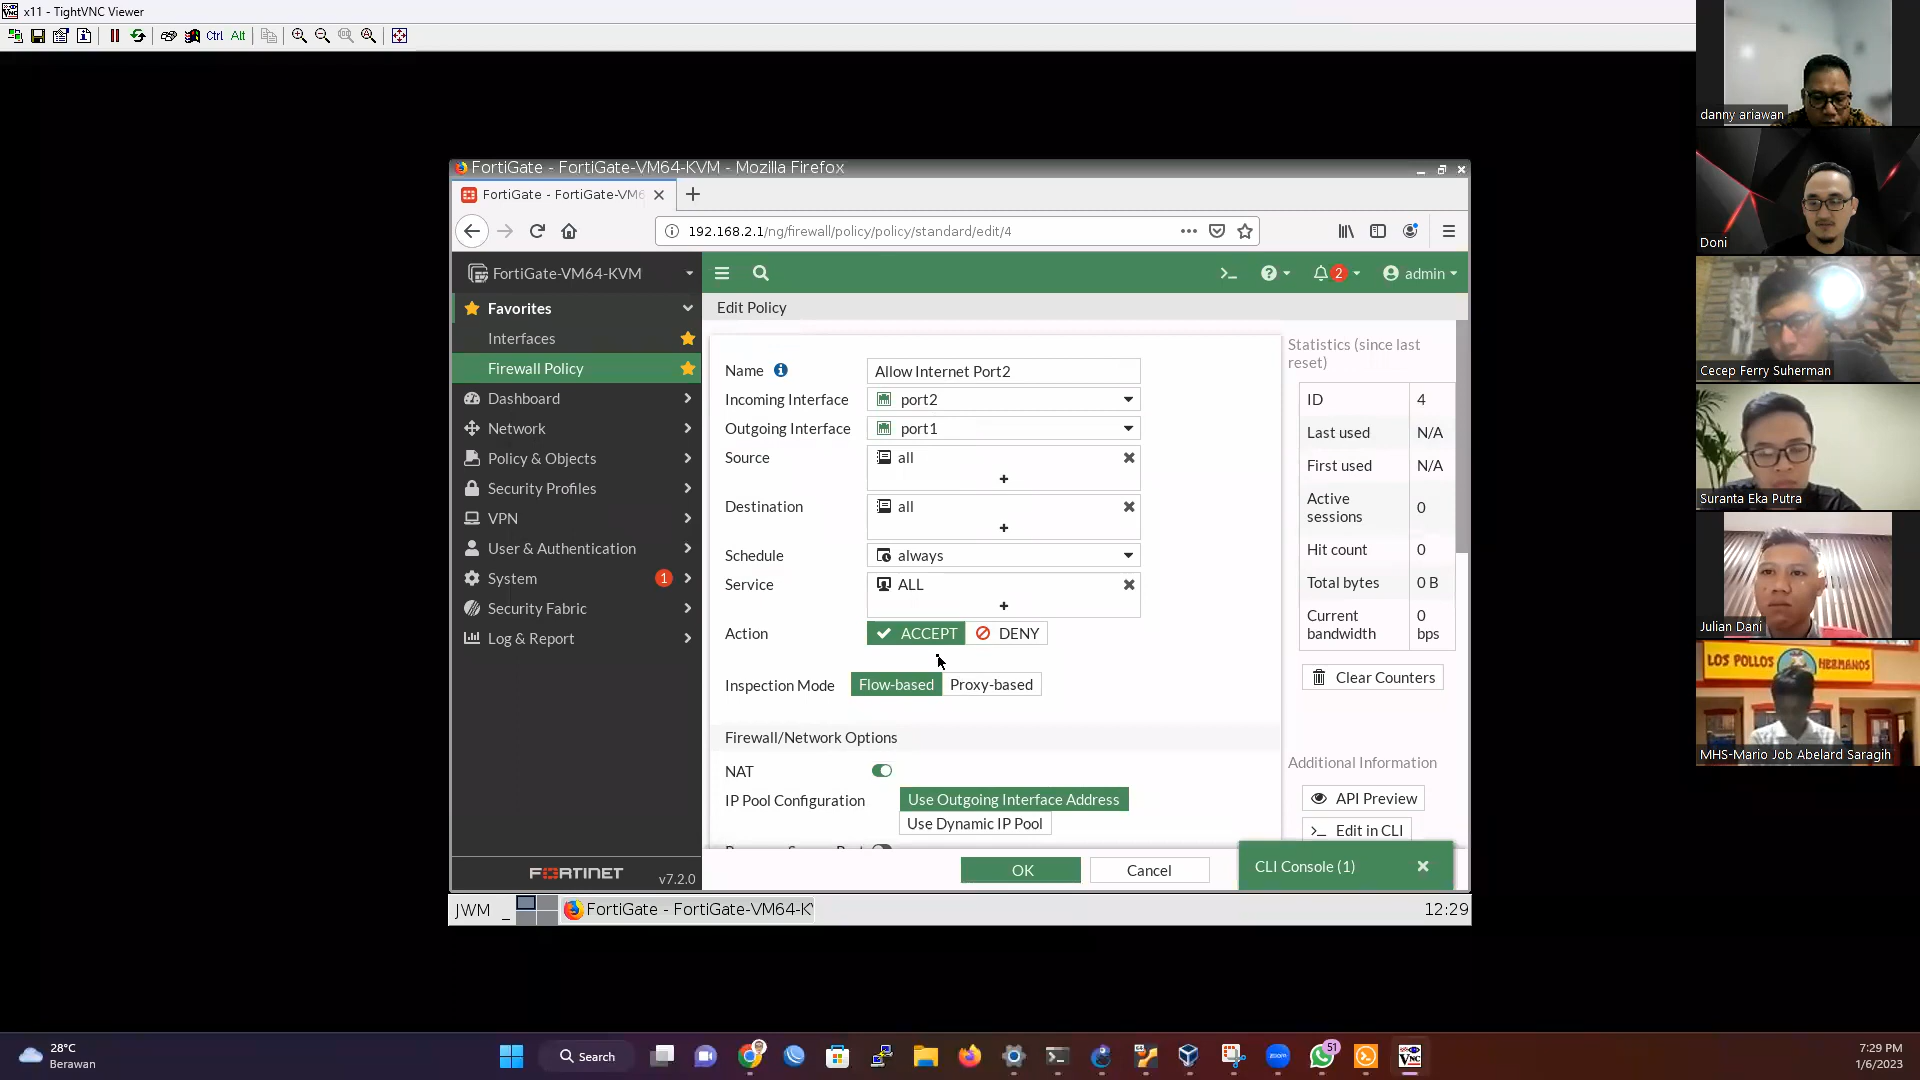 x11 - TightVNC Viewer
Ctrl Alt
FortiGate - FortiGate-VM64-KVM - Mozilla Firefox
FortiGate - FortiGate-VM6
192.168.2.1/ng/firewall/policy/policy/standard/edit/4
FortiGate-VM64-KVM
2
admin
Favorites
Interfaces
Firewall Policy
Dashboard
Network
Policy & Objects
Security Profiles
VPN
User & Authentication
System 1
Security Fabric
Log & Report
FORTINET
v7.2.0
Edit Policy
Name Allow Internet Port2
Incoming Interface port2
Outgoing Interface port1
Source all
Destination all
Schedule always
Service ALL
Action ACCEPT DENY
Inspection Mode Flow-based Proxy-based
Firewall/Network Options
NAT
IP Pool Configuration Use Outgoing Interface Address
Use Dynamic IP Pool
OK Cancel
Statistics (since last
reset)
ID 4
Last used N/A
First used N/A
Active
sessions 0
Hit count 0
Total bytes 0 B
Current
bandwidth 0
bps
Clear Counters
Additional Information
API Preview
>_ Edit in CLI
CLI Console (1)
JWM _
FortiGate - FortiGate-VM64-K
12:29
danny ariawan
Doni
Cecep Ferry Suherman
Suranta Eka Putra
Julian Dani
LOS POLLOS HERMANOS
MHS-Mario Job Abelard Saragih
28°C
Berawan
Search
zoom
51
VNC
7:29 PM
1/6/2023